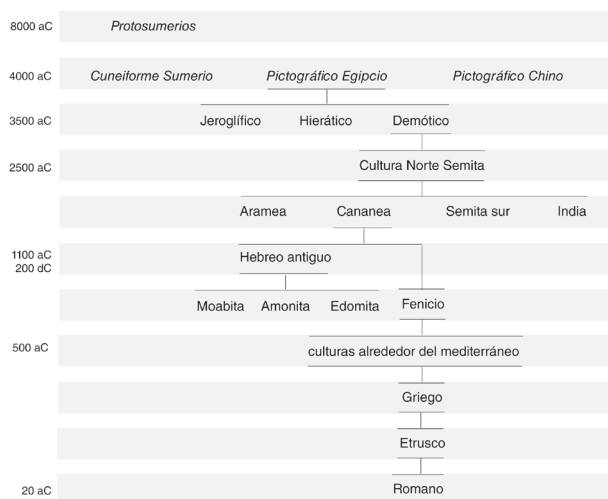 8000 aC Protosumerios
4000 aC Cuneiforme Sumerio Pictográfico Egipcio Pictográfico Chino
3500 aC Jeroglífico Hierático Demótico
2500 aC Cultura Norte Semita
Aramea Cananea Semita sur India
1100 aC
200 dC
Hebreo antiguo
Moabita Amonita Edomita Fenicio
500 aC culturas alrededor del mediterráneo
Griego
Etrusco
20 aC Romano